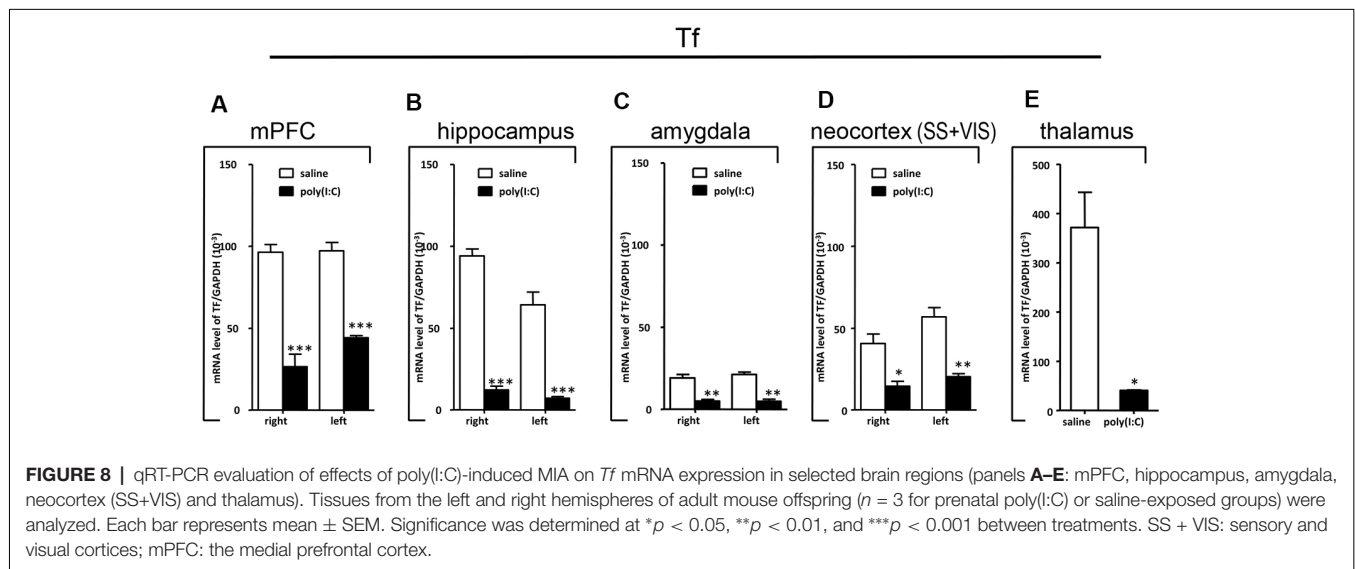 Tf
A
mPFC
mRNA level of TF/GAPDH (10⁻³)
150
100
50
0
saline
poly(I:C)
***
***
right left
B
hippocampus
mRNA level of TF/GAPDH (10⁻³)
150
100
50
0
saline
poly(I:C)
***
***
right left
C
amygdala
mRNA level of TF/GAPDH (10⁻³)
150
100
50
0
saline
poly(I:C)
**
**
right left
D
neocortex (SS+VIS)
mRNA level of TF/GAPDH (10⁻³)
150
100
50
0
saline
poly(I:C)
*
**
right left
E
thalamus
mRNA level of TF/GAPDH (10⁻³)
500
400
300
200
100
0
*
saline poly(I:C)
FIGURE 8 | qRT-PCR evaluation of effects of poly(I:C)-induced MIA on Tf mRNA expression in selected brain regions (panels A–E: mPFC, hippocampus, amygdala,
neocortex (SS+VIS) and thalamus). Tissues from the left and right hemispheres of adult mouse offspring (n = 3 for prenatal poly(I:C) or saline-exposed groups) were
analyzed. Each bar represents mean ± SEM. Significance was determined at *p < 0.05, **p < 0.01, and ***p < 0.001 between treatments. SS + VIS: sensory and
visual cortices; mPFC: the medial prefrontal cortex.